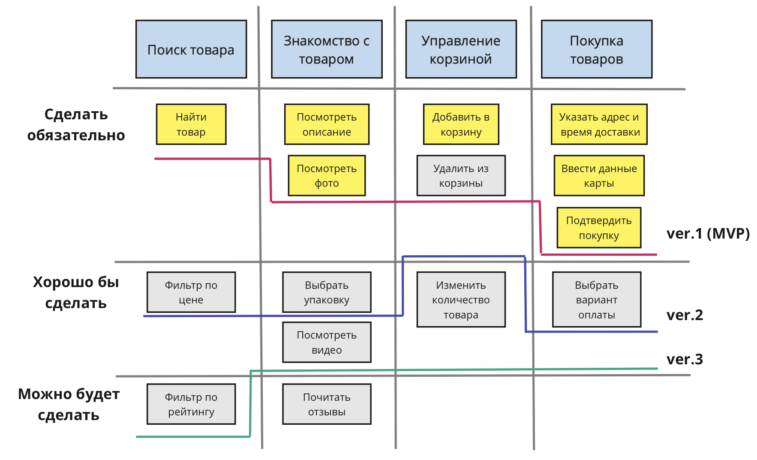 Поиск товара
Знакомство с
товаром
Управление
корзиной
Покупка
товаров
Сделать
обязательно
Найти
товар
Посмотреть
описание
Добавить в
корзину
Указать адрес и
время доставки
Посмотреть
фото
Удалить из
корзины
Ввести данные
карты
Подтвердить
покупку
ver.1 (MVP)
Хорошо бы
сделать
Фильтр по
цене
Выбрать
упаковку
Изменить
количество
товара
Выбрать
вариант
оплаты
ver.2
Посмотреть
видео
ver.3
Можно будет
сделать
Фильтр по
рейтингу
Почитать
отзывы